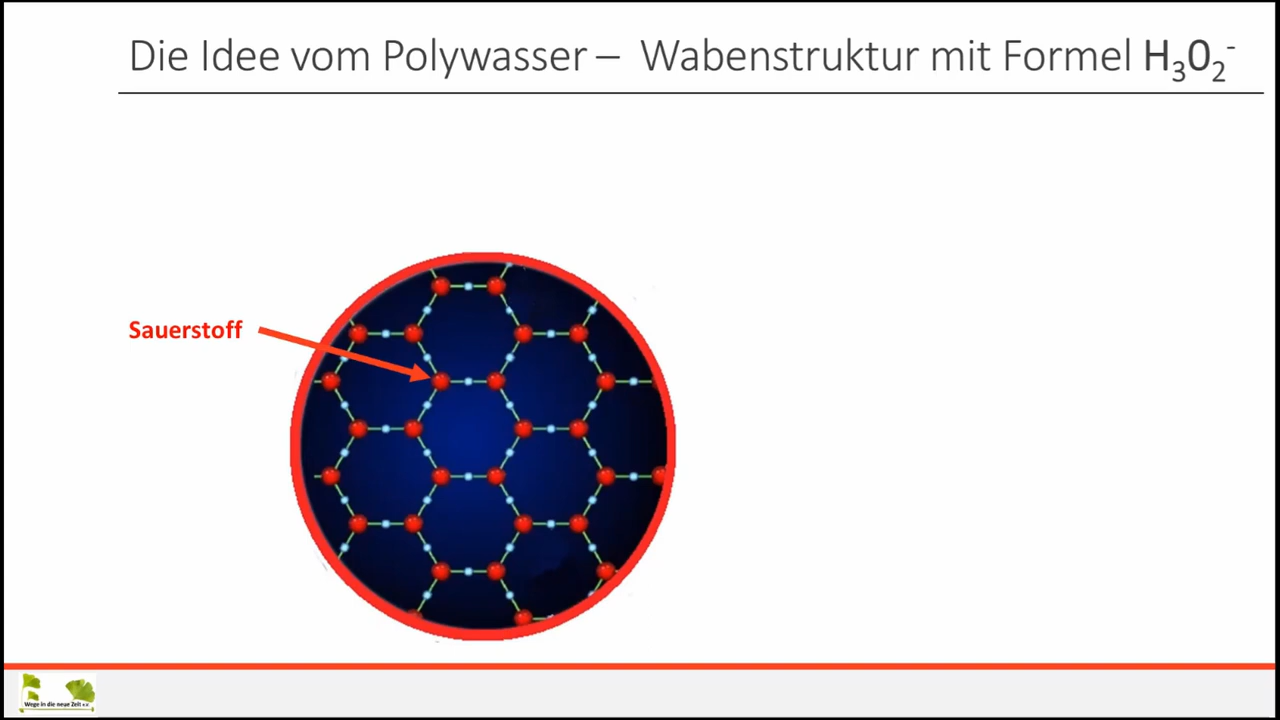 Die Idee vom Polywasser – Wabenstruktur mit Formel H₃0₂⁻
Sauerstoff
Wege in die neue Zeit e.V.